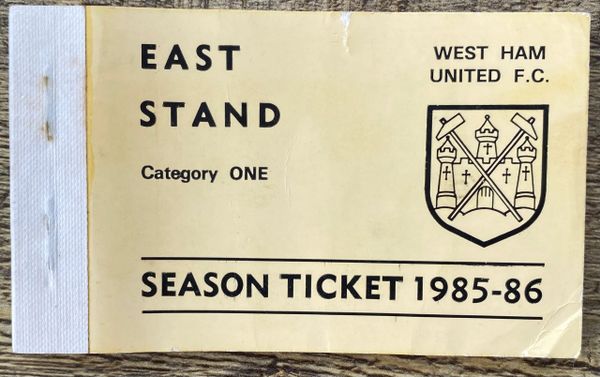 EAST
STAND
Category ONE
WEST HAM
UNITED F.C.
SEASON TICKET 1985-86